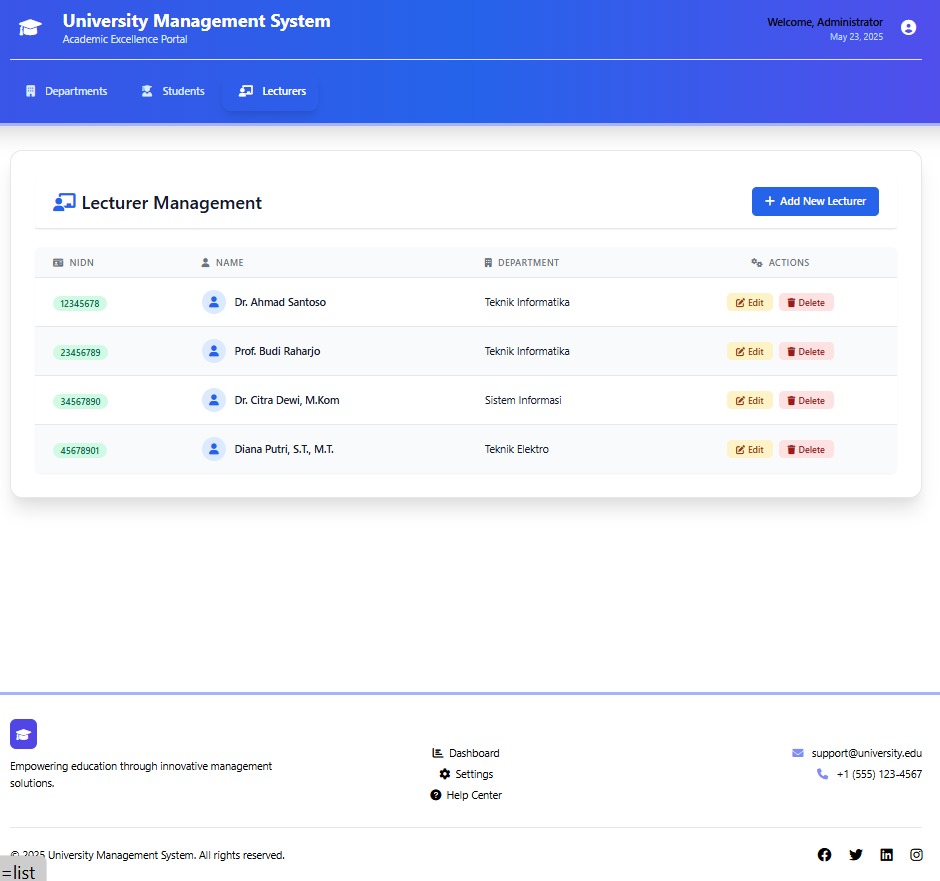 University Management System
Academic Excellence Portal
Welcome, Administrator
May 23, 2025
Departments Students Lecturers
Lecturer Management
Add New Lecturer
NIDN NAME DEPARTMENT ACTIONS
12345678 Dr. Ahmad Santoso Teknik Informatika Edit Delete
23456789 Prof. Budi Raharjo Teknik Informatika Edit Delete
34567890 Dr. Citra Dewi, M.Kom Sistem Informasi Edit Delete
45678901 Diana Putri, S.T., M.T. Teknik Elektro Edit Delete
Empowering education through innovative management
solutions.
Dashboard
Settings
Help Center
support@university.edu
+1 (555) 123-4567
© 2025 University Management System. All rights reserved.
=list